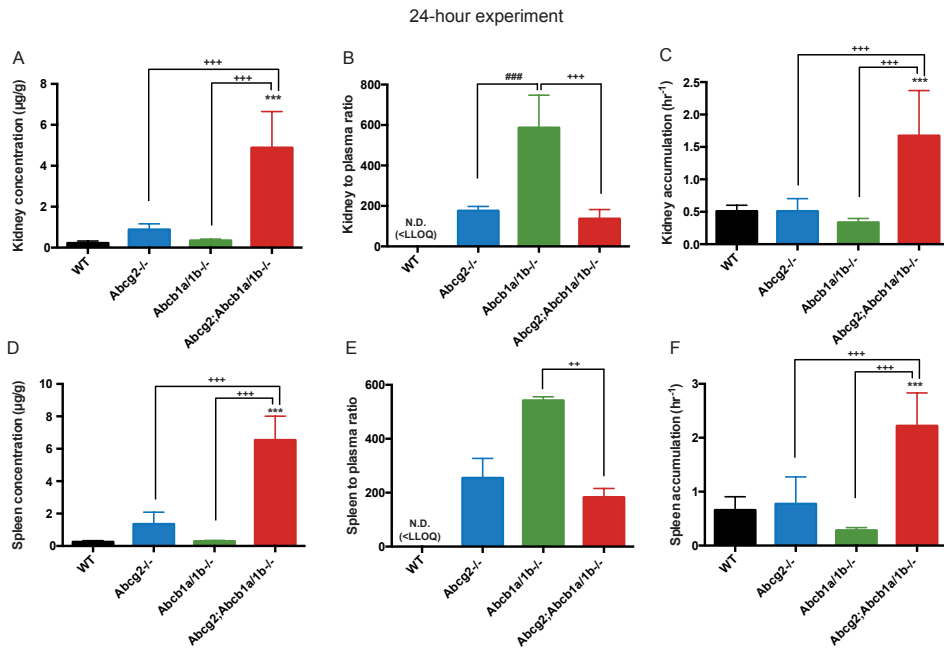 24-hour experiment
A
Kidney concentration (µg/g)
8
6
4
2
0
+++
+++
***
WT
Abcg2-/-
Abcb1a/1b-/-
Abcg2;Abcb1a/1b-/-
B
Kidney to plasma ratio
800
600
400
200
0
###
+++
N.D.
(<LLOQ)
WT
Abcg2-/-
Abcb1a/1b-/-
Abcg2;Abcb1a/1b-/-
C
Kidney accumulation (hr-1)
2.5
2.0
1.5
1.0
0.5
0.0
+++
+++
***
WT
Abcg2-/-
Abcb1a/1b-/-
Abcg2;Abcb1a/1b-/-
D
Spleen concentration (µg/g)
10
8
6
4
2
0
+++
+++
***
WT
Abcg2-/-
Abcb1a/1b-/-
Abcg2;Abcb1a/1b-/-
E
Spleen to plasma ratio
600
400
200
0
++
N.D.
(<LLOQ)
WT
Abcg2-/-
Abcb1a/1b-/-
Abcg2;Abcb1a/1b-/-
F
Spleen accumulation (hr-1)
3
2
1
0
+++
+++
***
WT
Abcg2-/-
Abcb1a/1b-/-
Abcg2;Abcb1a/1b-/-